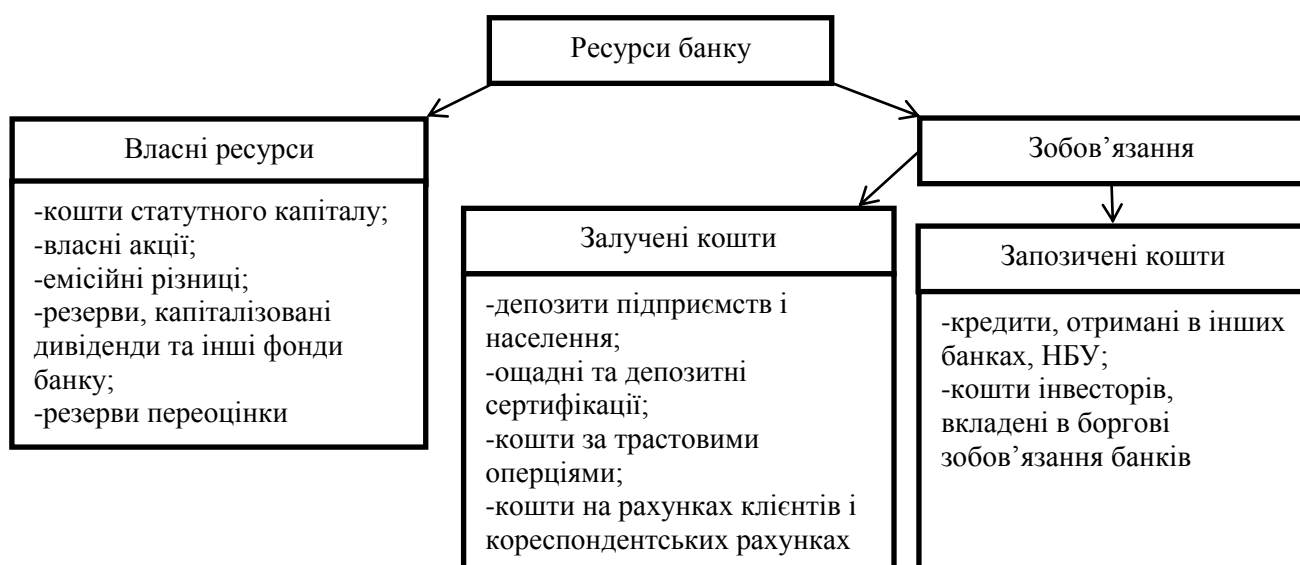 Ресурси банку
Власні ресурси
-кошти статутного капіталу;
-власні акції;
-емісійні різниці;
-резерви, капіталізовані
дивіденди та інші фонди
банку;
-резерви переоцінки
Зобов’язання
Залучені кошти
-депозити підприємств і
населення;
-ощадні та депозитні
сертифікації;
-кошти за трастовими
оперціями;
-кошти на рахунках клієнтів і
кореспондентських рахунках
Запозичені кошти
-кредити, отримані в інших
банках, НБУ;
-кошти інвесторів,
вкладені в боргові
зобов’язання банків